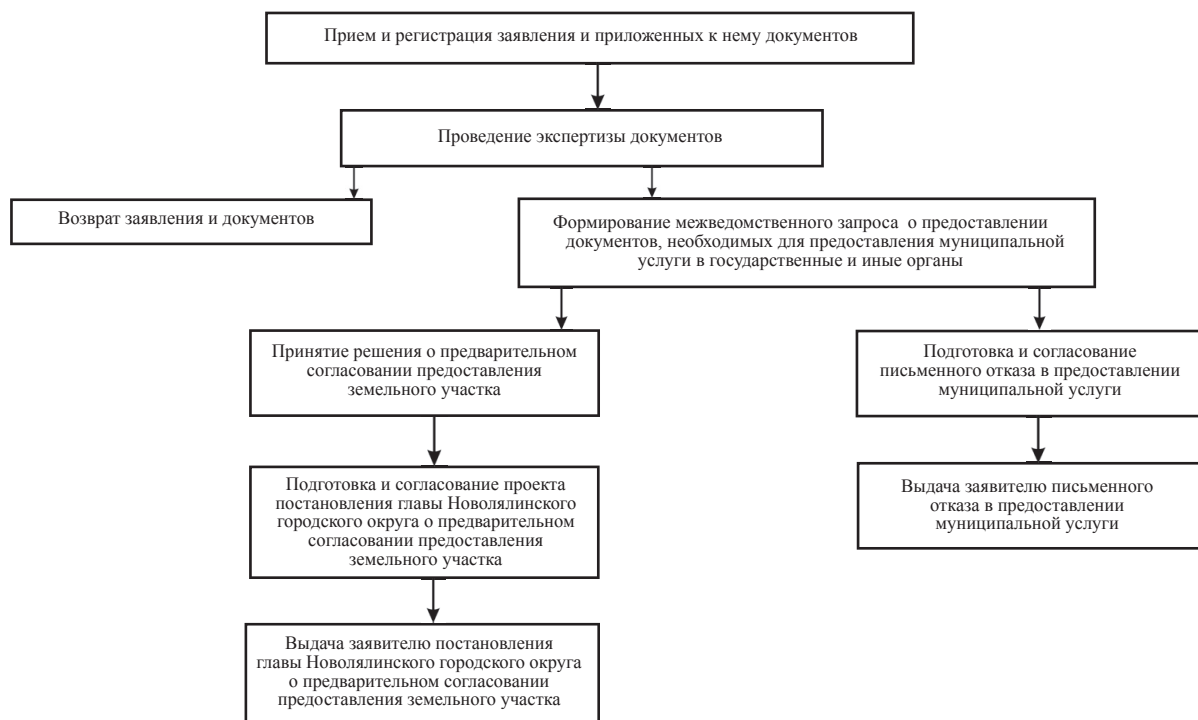 Прием и регистрация заявления и приложенных к нему документов
Проведение экспертизы документов
Возврат заявления и документов
Формирование межведомственного запроса о предоставлении
документов, необходимых для предоставления муниципальной
услуги в государственные и иные органы
Принятие решения о предварительном
согласовании предоставления
земельного участка
Подготовка и согласование
письменного отказа в предоставлении
муниципальной услуги
Подготовка и согласование проекта
постановления главы Новолялинского
городского округа о предварительном
согласовании предоставления
земельного участка
Выдача заявителю письменного
отказа в предоставлении
муниципальной услуги
Выдача заявителю постановления
главы Новолялинского городского округа
о предварительном согласовании
предоставления земельного участка